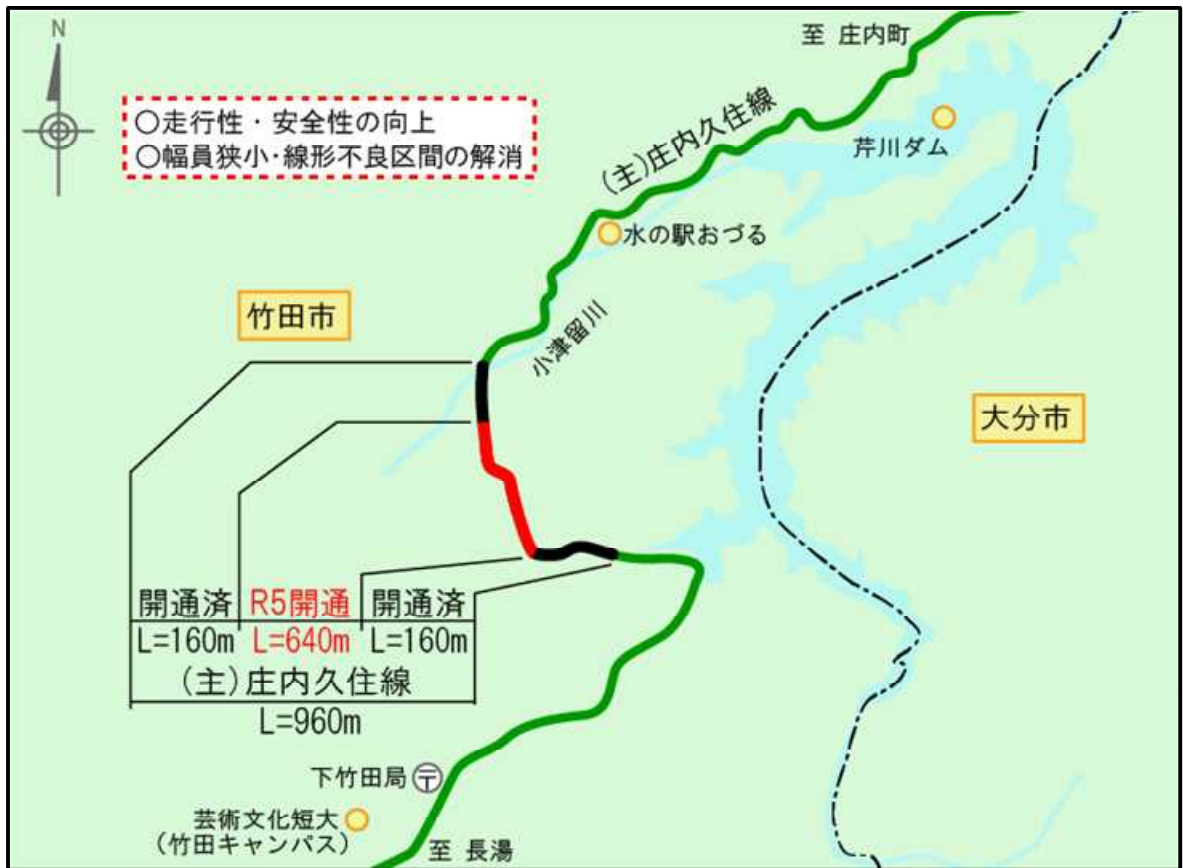 至 庄内町
N
○走行性・安全性の向上
○幅員狭小・線形不良区間の解消
(主)庄内久住線
芹川ダム
水の駅おづる
竹田市
小津留川
大分市
開通済 R5開通 開通済
L=160m L=640m L=160m
(主)庄内久住線
L=960m
下竹田局
〒
芸術文化短大
(竹田キャンパス)
至 長湯